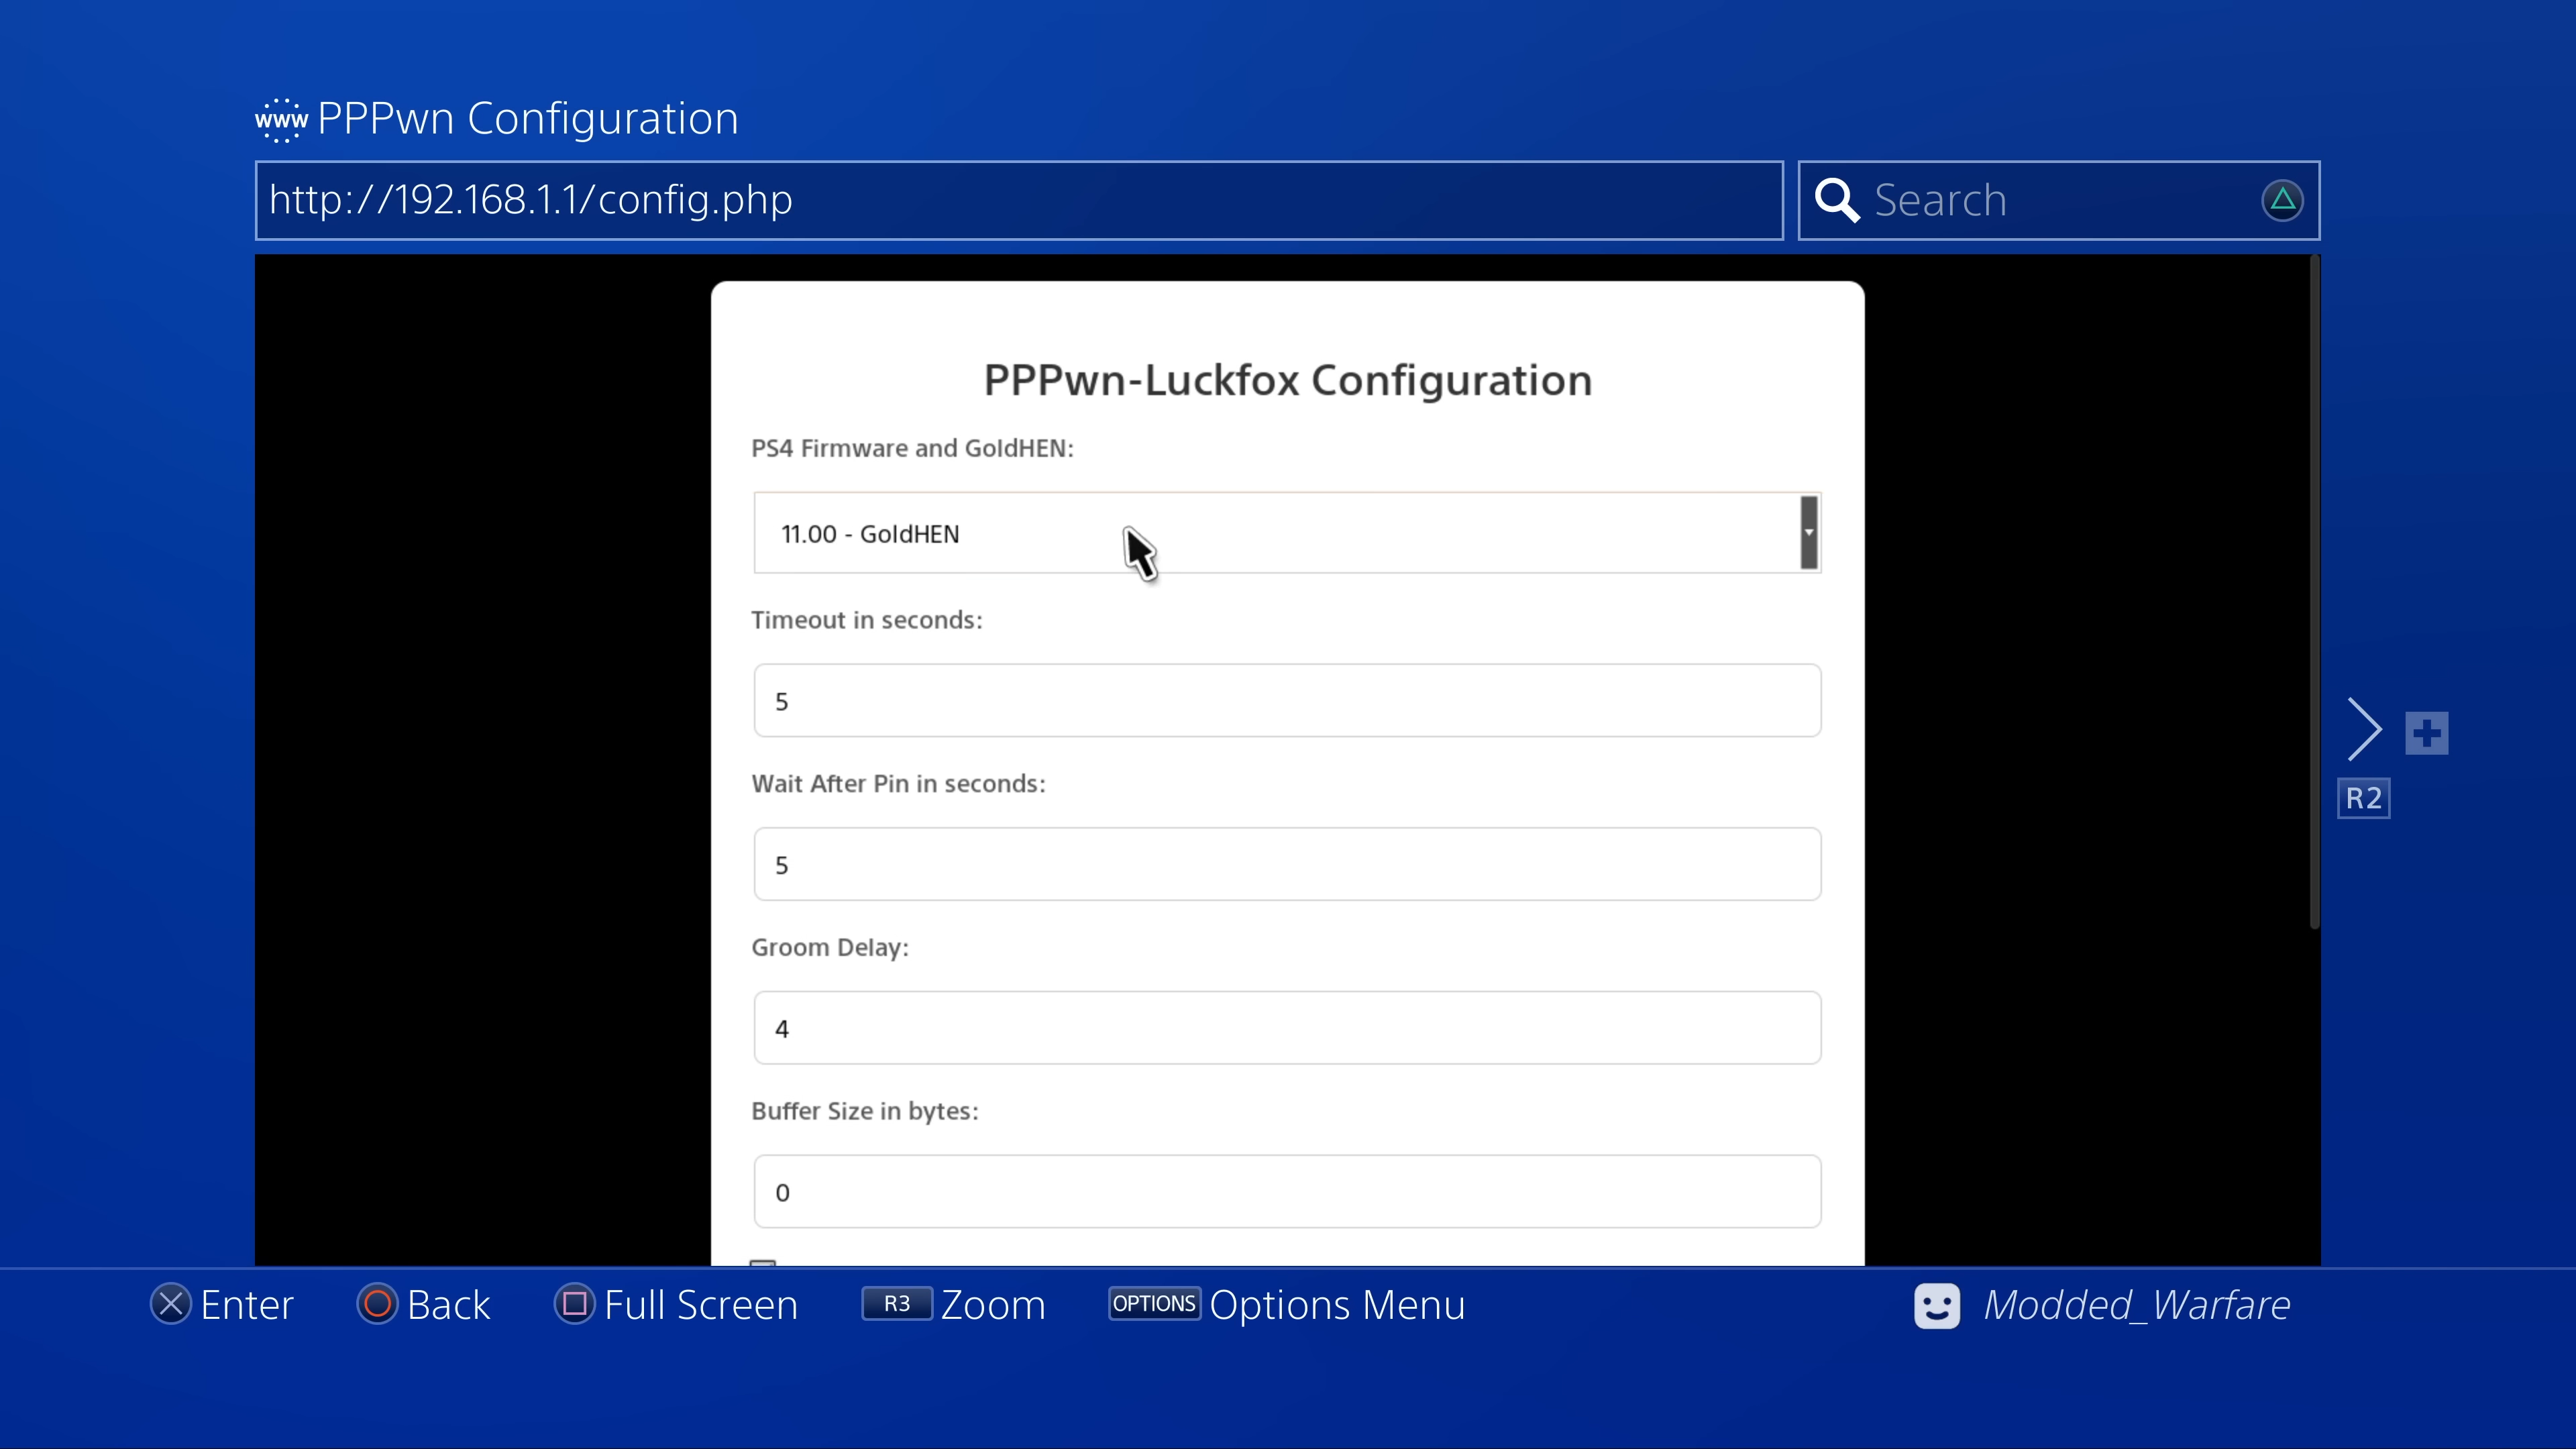 www PPPwn Configuration
http://192.168.1.1/config.php
Search
PPPwn-Luckfox Configuration
PS4 Firmware and GoldHEN:
11.00 - GoldHEN
Timeout in seconds:
5
Wait After Pin in seconds:
5
Groom Delay:
4
Buffer Size in bytes:
0
R2
Enter Back Full Screen R3 Zoom OPTIONS Options Menu Modded_Warfare